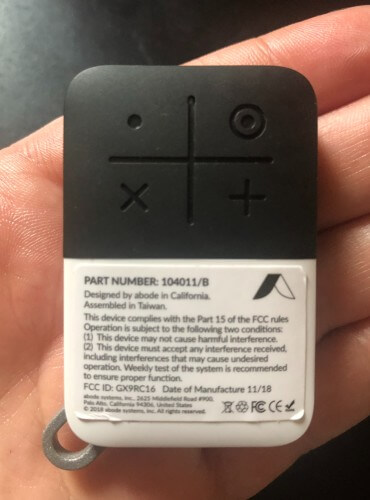 PART NUMBER: 104011/B
Designed by abode in California.
Assembled in Taiwan.
This device complies with the Part 15 of the FCC rules
Operation is subject to the following two conditions:
(1) This device may not cause harmful interference.
(2) This device must accept any interference received,
including interferences that may cause undesired
operation. Weekly test of the system is recommended
to ensure proper function.
FCC ID: GX9RC16 Date of Manufacture 11/18
abode systems, inc., 2625 Middlefield Road #900,
Palo Alto, California 94306, United States
© 2018 abode systems, inc. All rights reserved.
FC CE